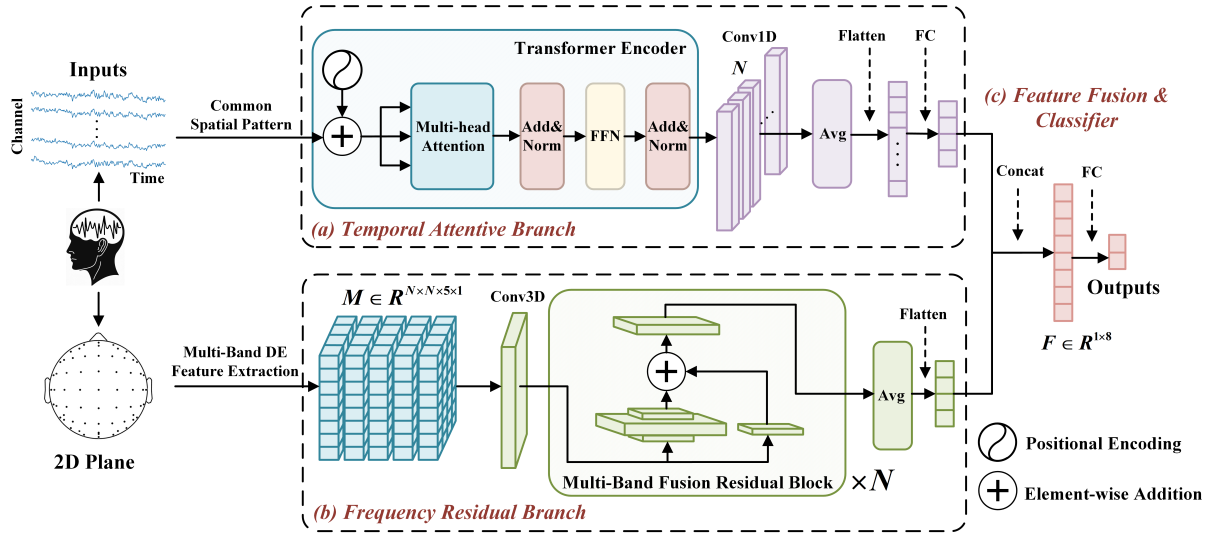 Inputs
Channel
Time
Common
Spatial Pattern
Transformer Encoder
Multi-head
Attention
Add&
Norm
FFN
Add&
Norm
Conv1D
N
Avg
Flatten
FC
(a) Temporal Attentive Branch
(c) Feature Fusion &
Classifier
Concat
FC
Outputs
F ∈ R^{1×8}
2D Plane
Multi-Band DE
Feature Extraction
M ∈ R^{N×N×5×1}
Conv3D
Multi-Band Fusion Residual Block
×N
Avg
Flatten
(b) Frequency Residual Branch
Positional Encoding
Element-wise Addition